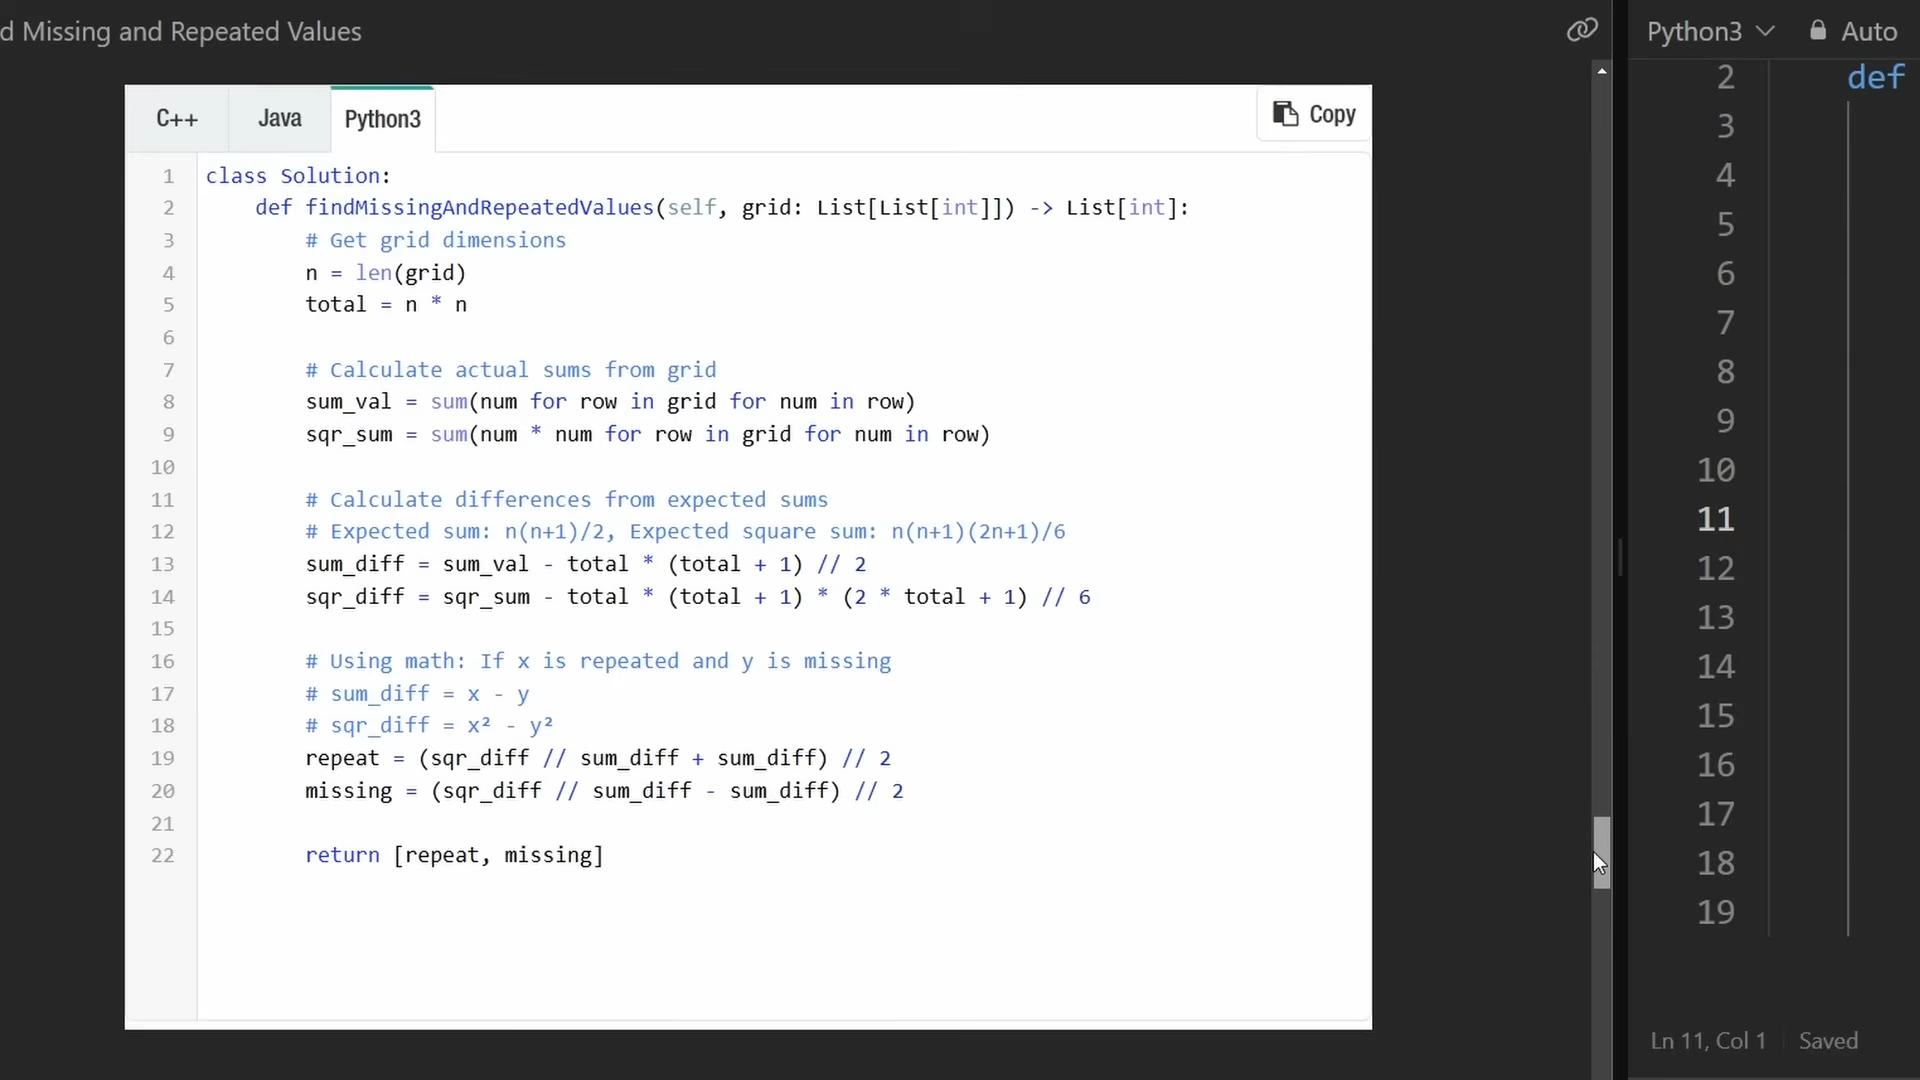 d Missing and Repeated Values
Python3 Auto
C++ Java Python3 Copy
1 class Solution:
2 def findMissingAndRepeatedValues(self, grid: List[List[int]]) -> List[int]:
3 # Get grid dimensions
4 n = len(grid)
5 total = n * n
6
7 # Calculate actual sums from grid
8 sum_val = sum(num for row in grid for num in row)
9 sqr_sum = sum(num * num for row in grid for num in row)
10
11 # Calculate differences from expected sums
12 # Expected sum: n(n+1)/2, Expected square sum: n(n+1)(2n+1)/6
13 sum_diff = sum_val - total * (total + 1) // 2
14 sqr_diff = sqr_sum - total * (total + 1) * (2 * total + 1) // 6
15
16 # Using math: If x is repeated and y is missing
17 # sum_diff = x - y
18 # sqr_diff = x² - y²
19 repeat = (sqr_diff // sum_diff + sum_diff) // 2
20 missing = (sqr_diff // sum_diff - sum_diff) // 2
21
22 return [repeat, missing]
2 def
3
4
5
6
7
8
9
10
11
12
13
14
15
16
17
18
19
Ln 11, Col 1 Saved